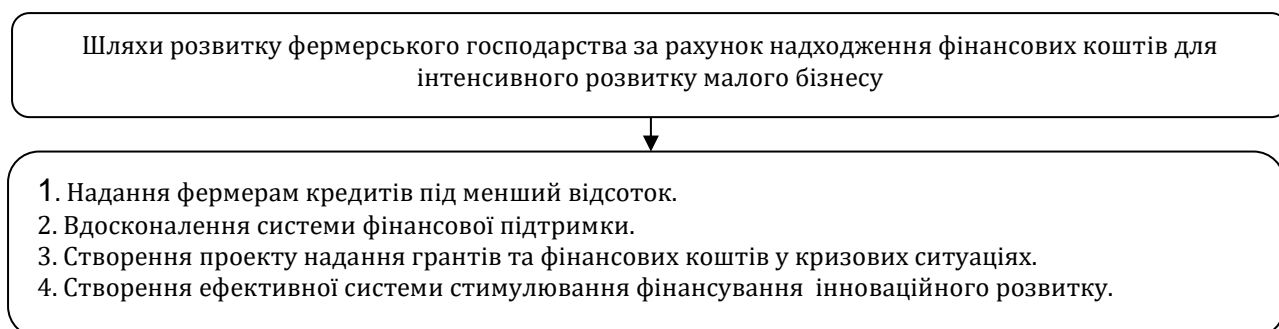 Шляхи розвитку фермерського господарства за рахунок надходження фінансових коштів для
інтенсивного розвитку малого бізнесу
1. Надання фермерам кредитів під менший відсоток.
2. Вдосконалення системи фінансової підтримки.
3. Створення проекту надання грантів та фінансових коштів у кризових ситуаціях.
4. Створення ефективної системи стимулювання фінансування інноваційного розвитку.